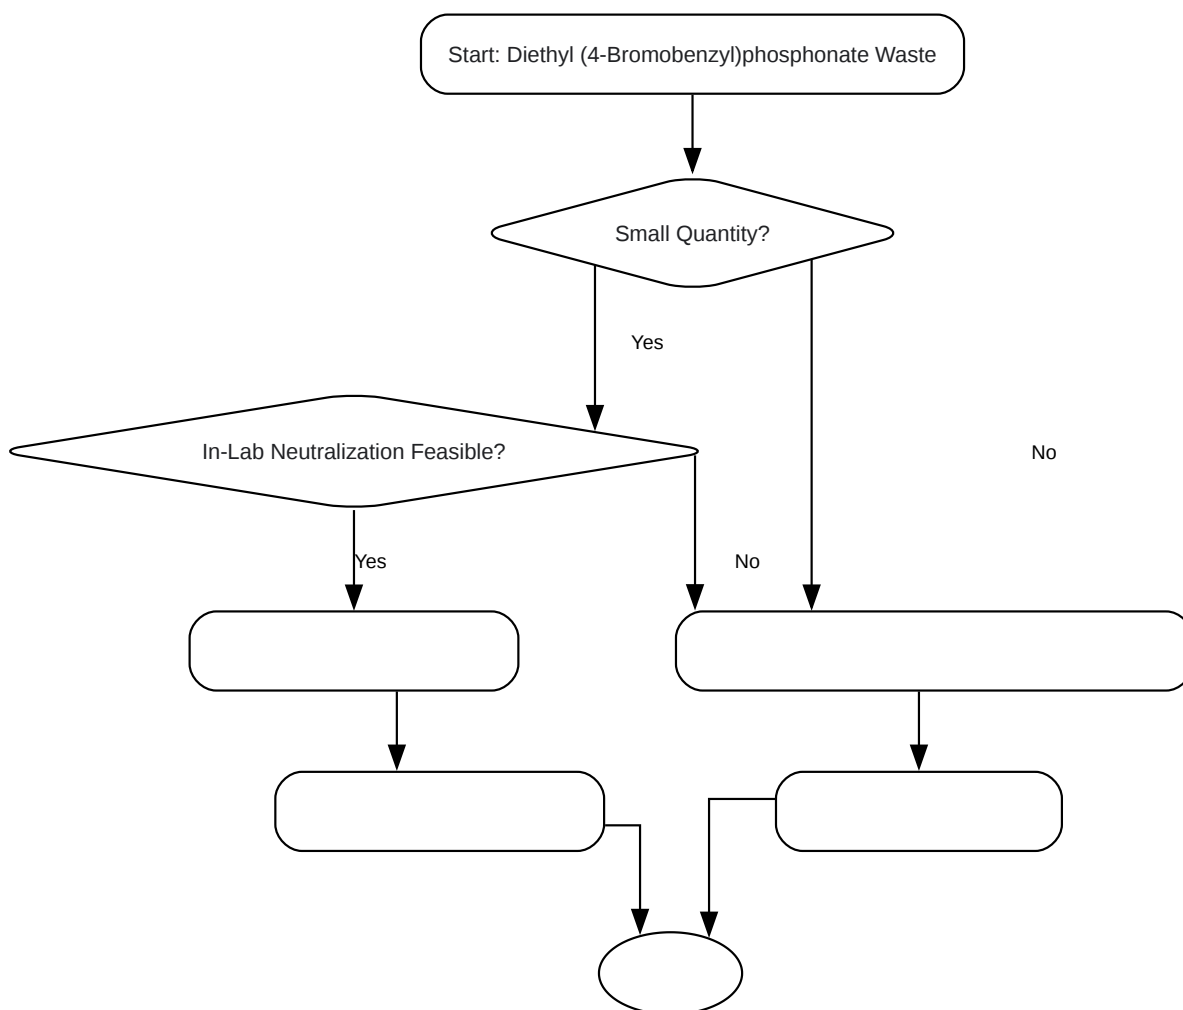 Start: Diethyl (4-Bromobenzyl)phosphonate Waste
Small Quantity?
Yes
In-Lab Neutralization Feasible?
No
Yes
No